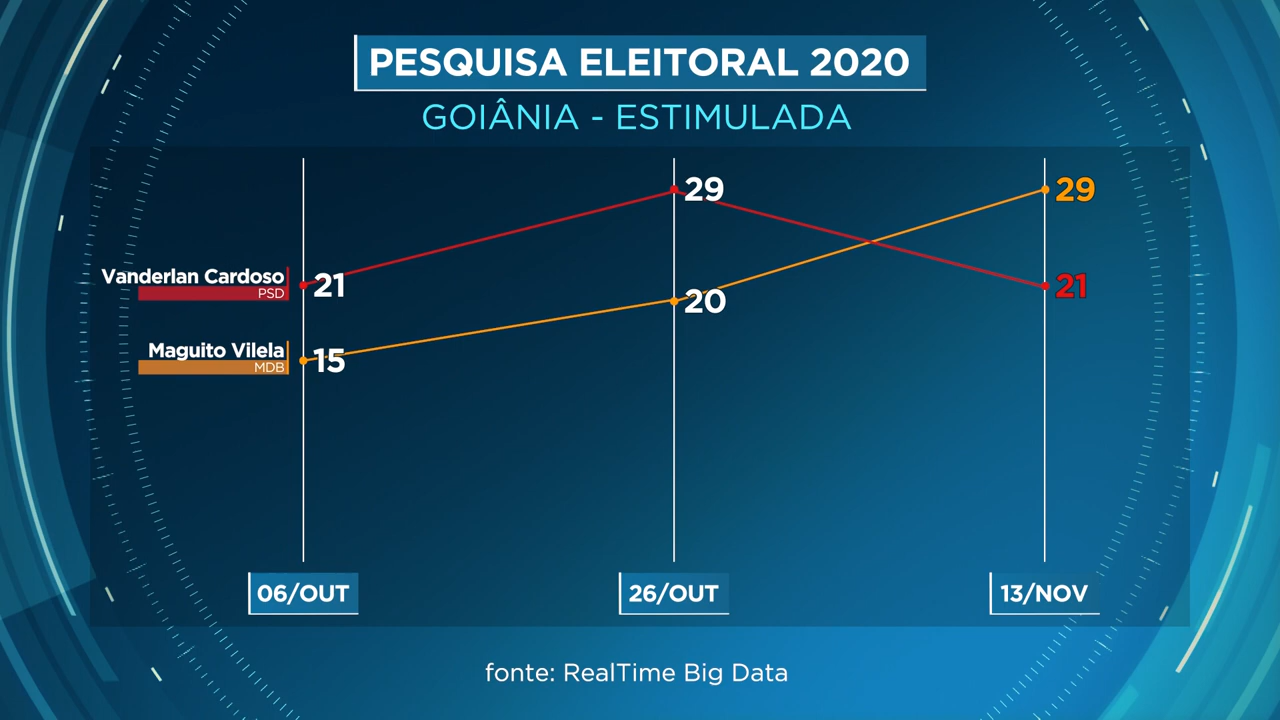 PESQUISA ELEITORAL 2020
GOIÂNIA - ESTIMULADA
29
29
Vanderlan Cardoso
PSD
21
21
20
Maguito Vilela
MDB
15
06/OUT
26/OUT
13/NOV
fonte: RealTime Big Data